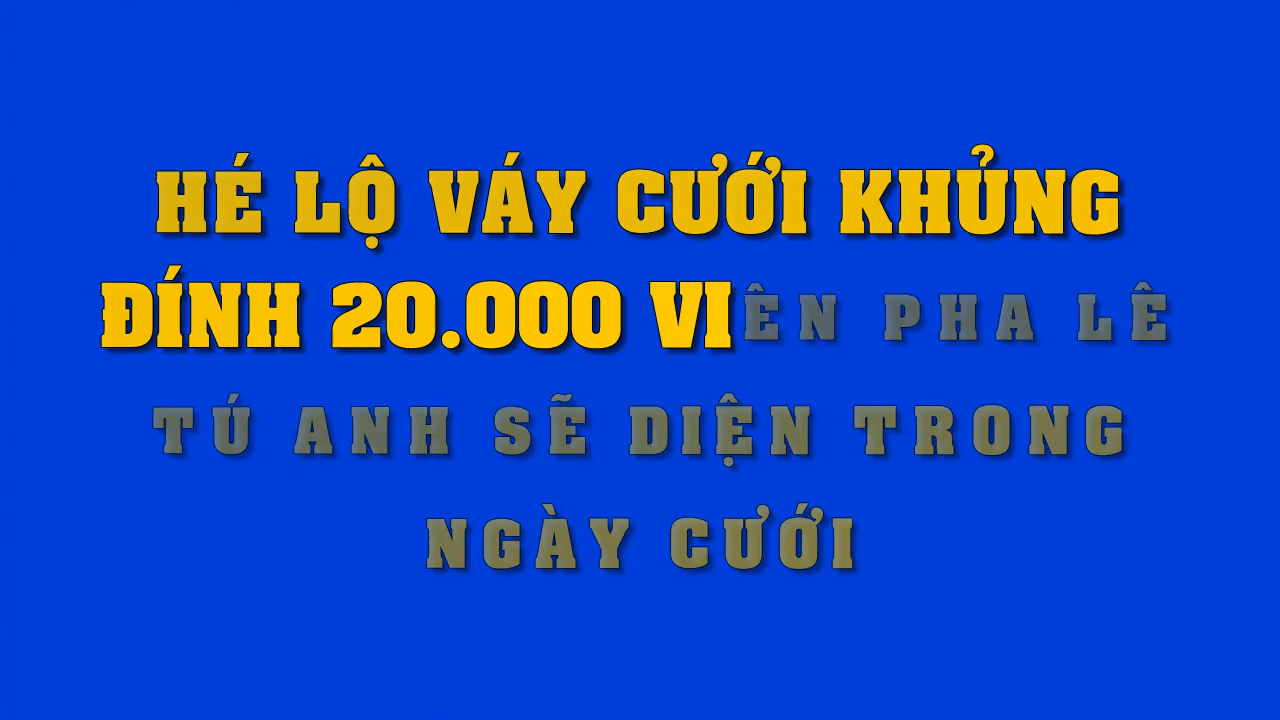 HÉ LỘ VÁY CƯỚI KHỦNG
ĐÍNH 20.000 VIÊN PHA LÊ
TÚ ANH SẼ DIỆN TRONG
NGÀY CƯỚI